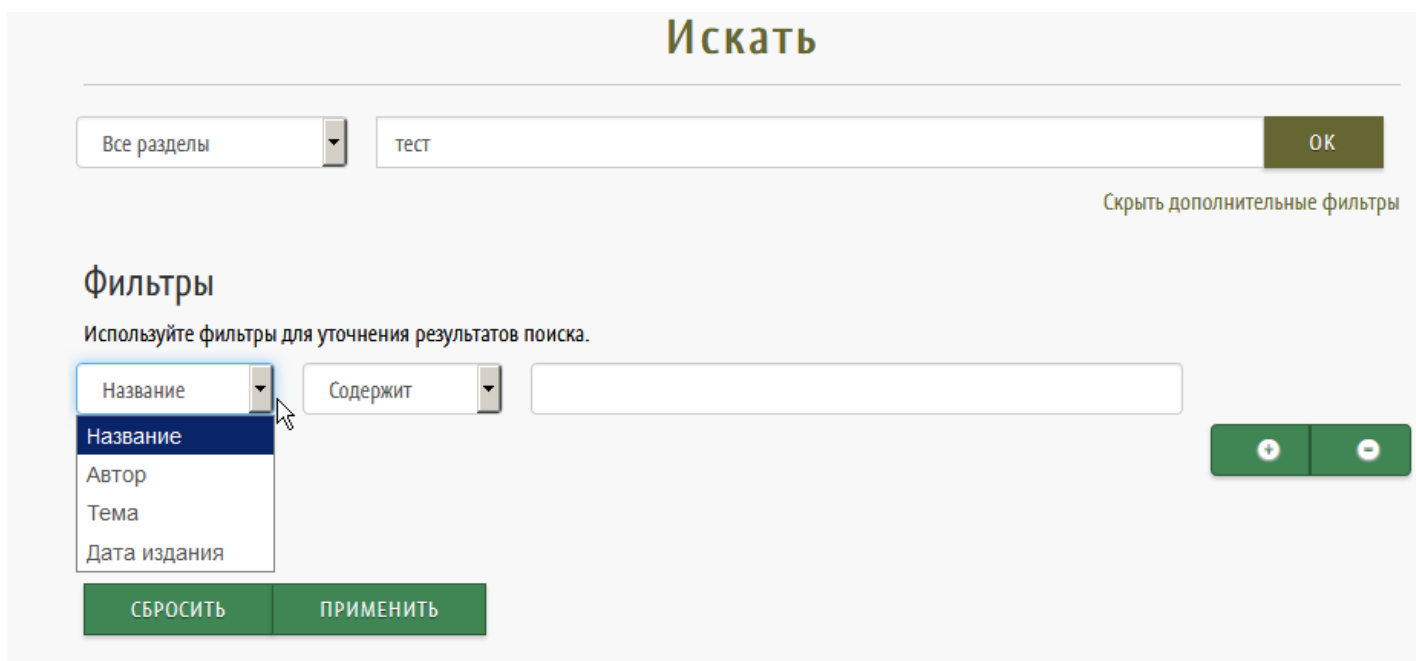 Искать
Все разделы тест OK
Скрыть дополнительные фильтры
Фильтры
Используйте фильтры для уточнения результатов поиска.
Название Содержит
Название
Автор
Тема
Дата издания
СБРОСИТЬ ПРИМЕНИТЬ